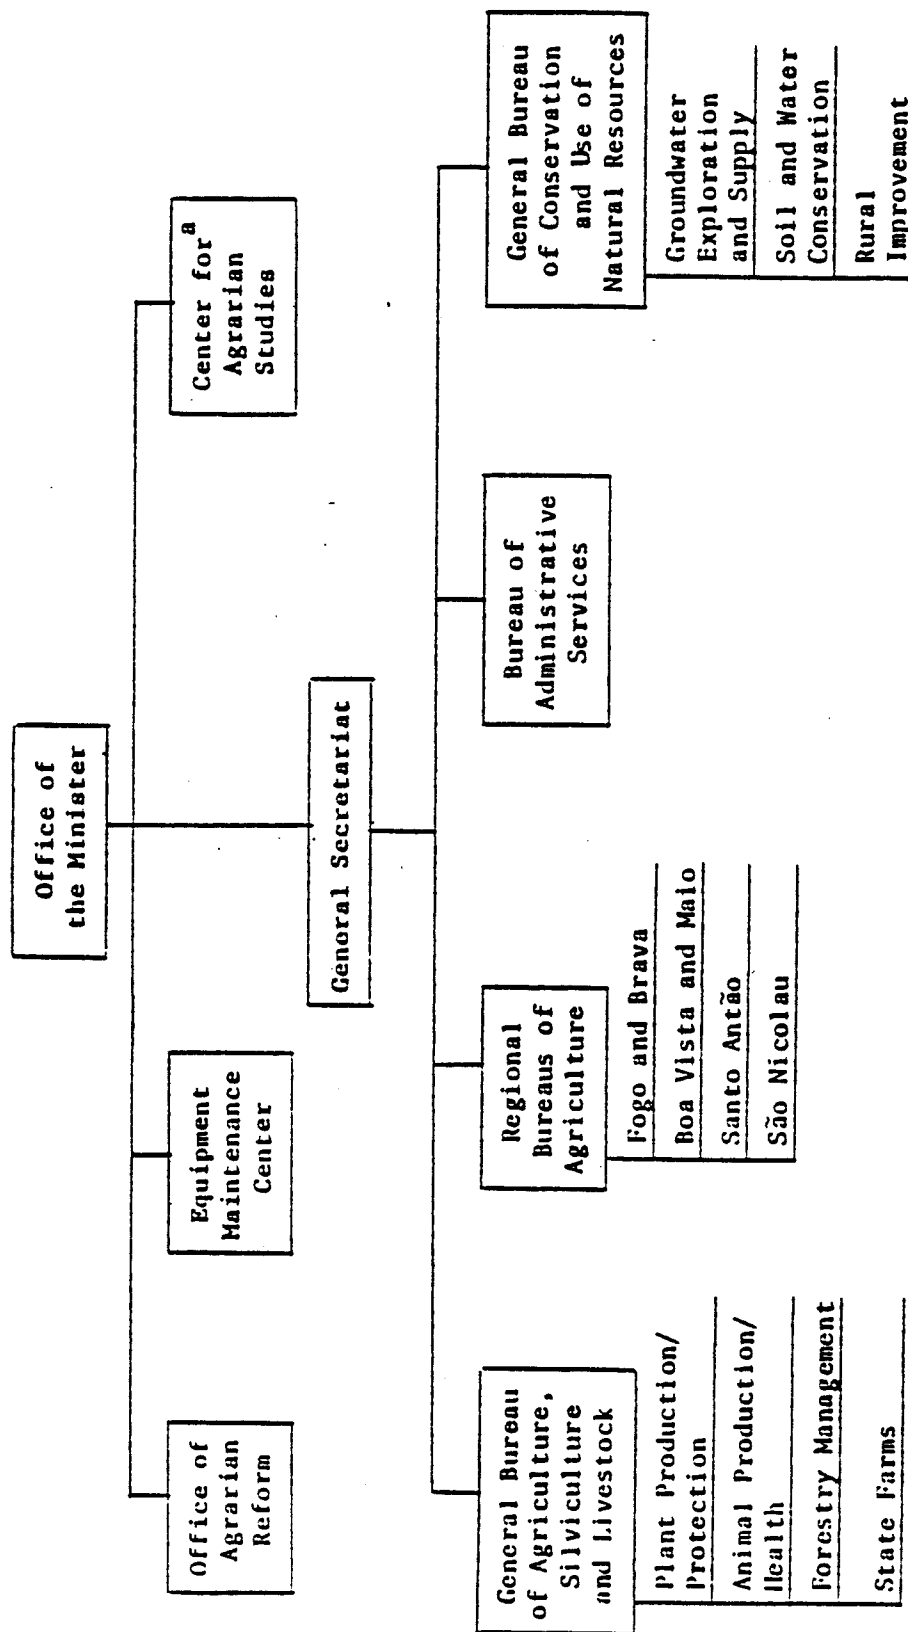 Office of
the Minister
Office of
Agrarian
Reform
Equipment
Maintenance
Center
Center for a
Agrarian
Studies
Genoral Secretariat
General Bureau
of Agriculture,
Silviculture
and Livestock
Plant Production/
Protection
Animal Production/
Health
Forestry Management
State Farms
Regional
Bureaus of
Agriculture
Fogo and Brava
Boa Vista and Maio
Santo Antão
São Nicolau
Bureau of
Administrative
Services
General Bureau
of Conservation
and Use of
Natural Resources
Groundwater
Exploration
and Supply
Soil and Water
Conservation
Rural
Improvement